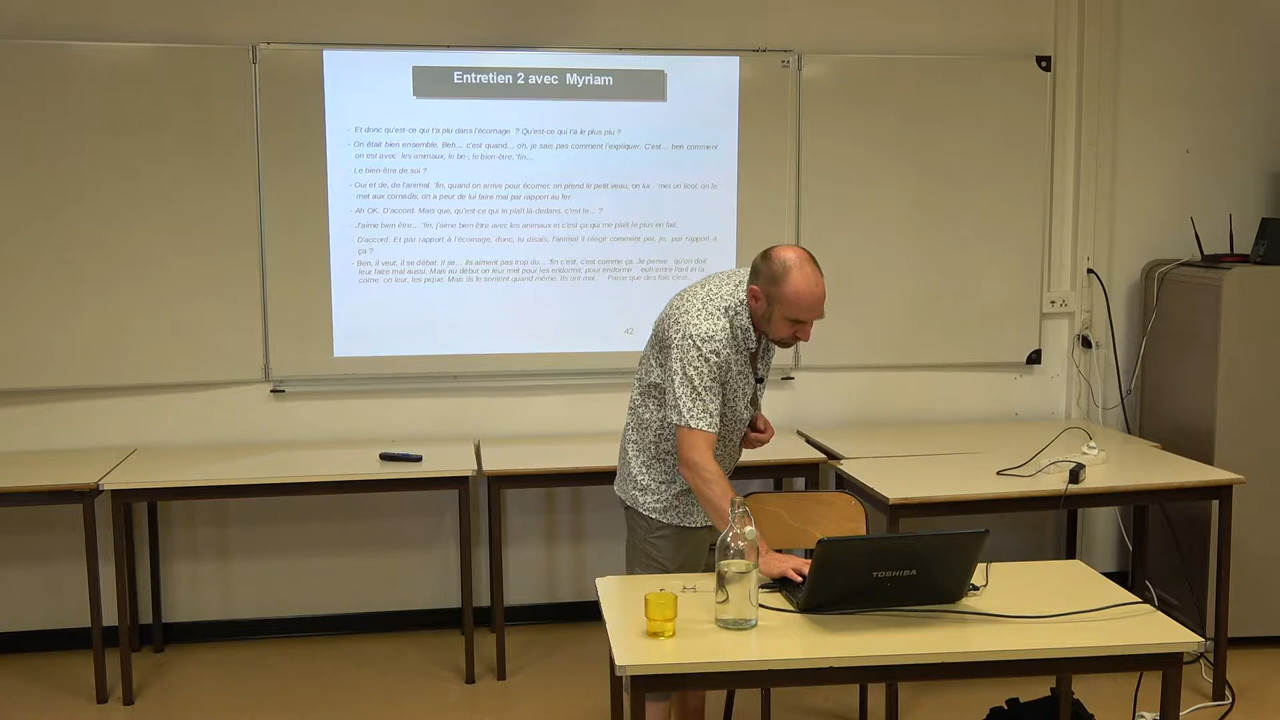 Entretien 2 avec Myriam
- Et donc qu'est-ce qui t'a plu dans l'écornage ? Qu'est-ce qui t'a le plus plu ?
- On était bien ensemble, Beh... c'est quand... oh, je sais pas comment l'expliquer. C'est... ben comment
on est avec les animaux, le be-, le bien-être, 'fin...
- Le bien-être de soi ?
- Oui et de, de l'animal, 'fin, quand on arrive pour écorner, on prend le petit veau, on lui met un licol, on le
met aux cornadis, on a peur de lui faire mal par rapport au fer.
- Ah OK. D'accord. Mais que, qu'est-ce qui te plaît là-dedans, c'est le... ?
- J'aime bien être... 'fin, j'aime bien être avec les animaux et c'est ça qui me plaît le plus en fait.
- D'accord. Et par rapport à l'écornage, donc, tu disais, l'animal il réagit comment par, je, par rapport à
ça ?
- Ben, il veut, il se débat. Il se... ils aiment pas trop du... 'fin c'est, c'est comme ça. Je pense qu'on doit
leur faire mal aussi. Mais au début on leur met pour les endormir, pour endormir euh entre l'œil et la
corne, on leur, les pique. Mais ils le sentent quand même. Ils ont mal. Parce que des fois c'est...
42
TOSHIBA